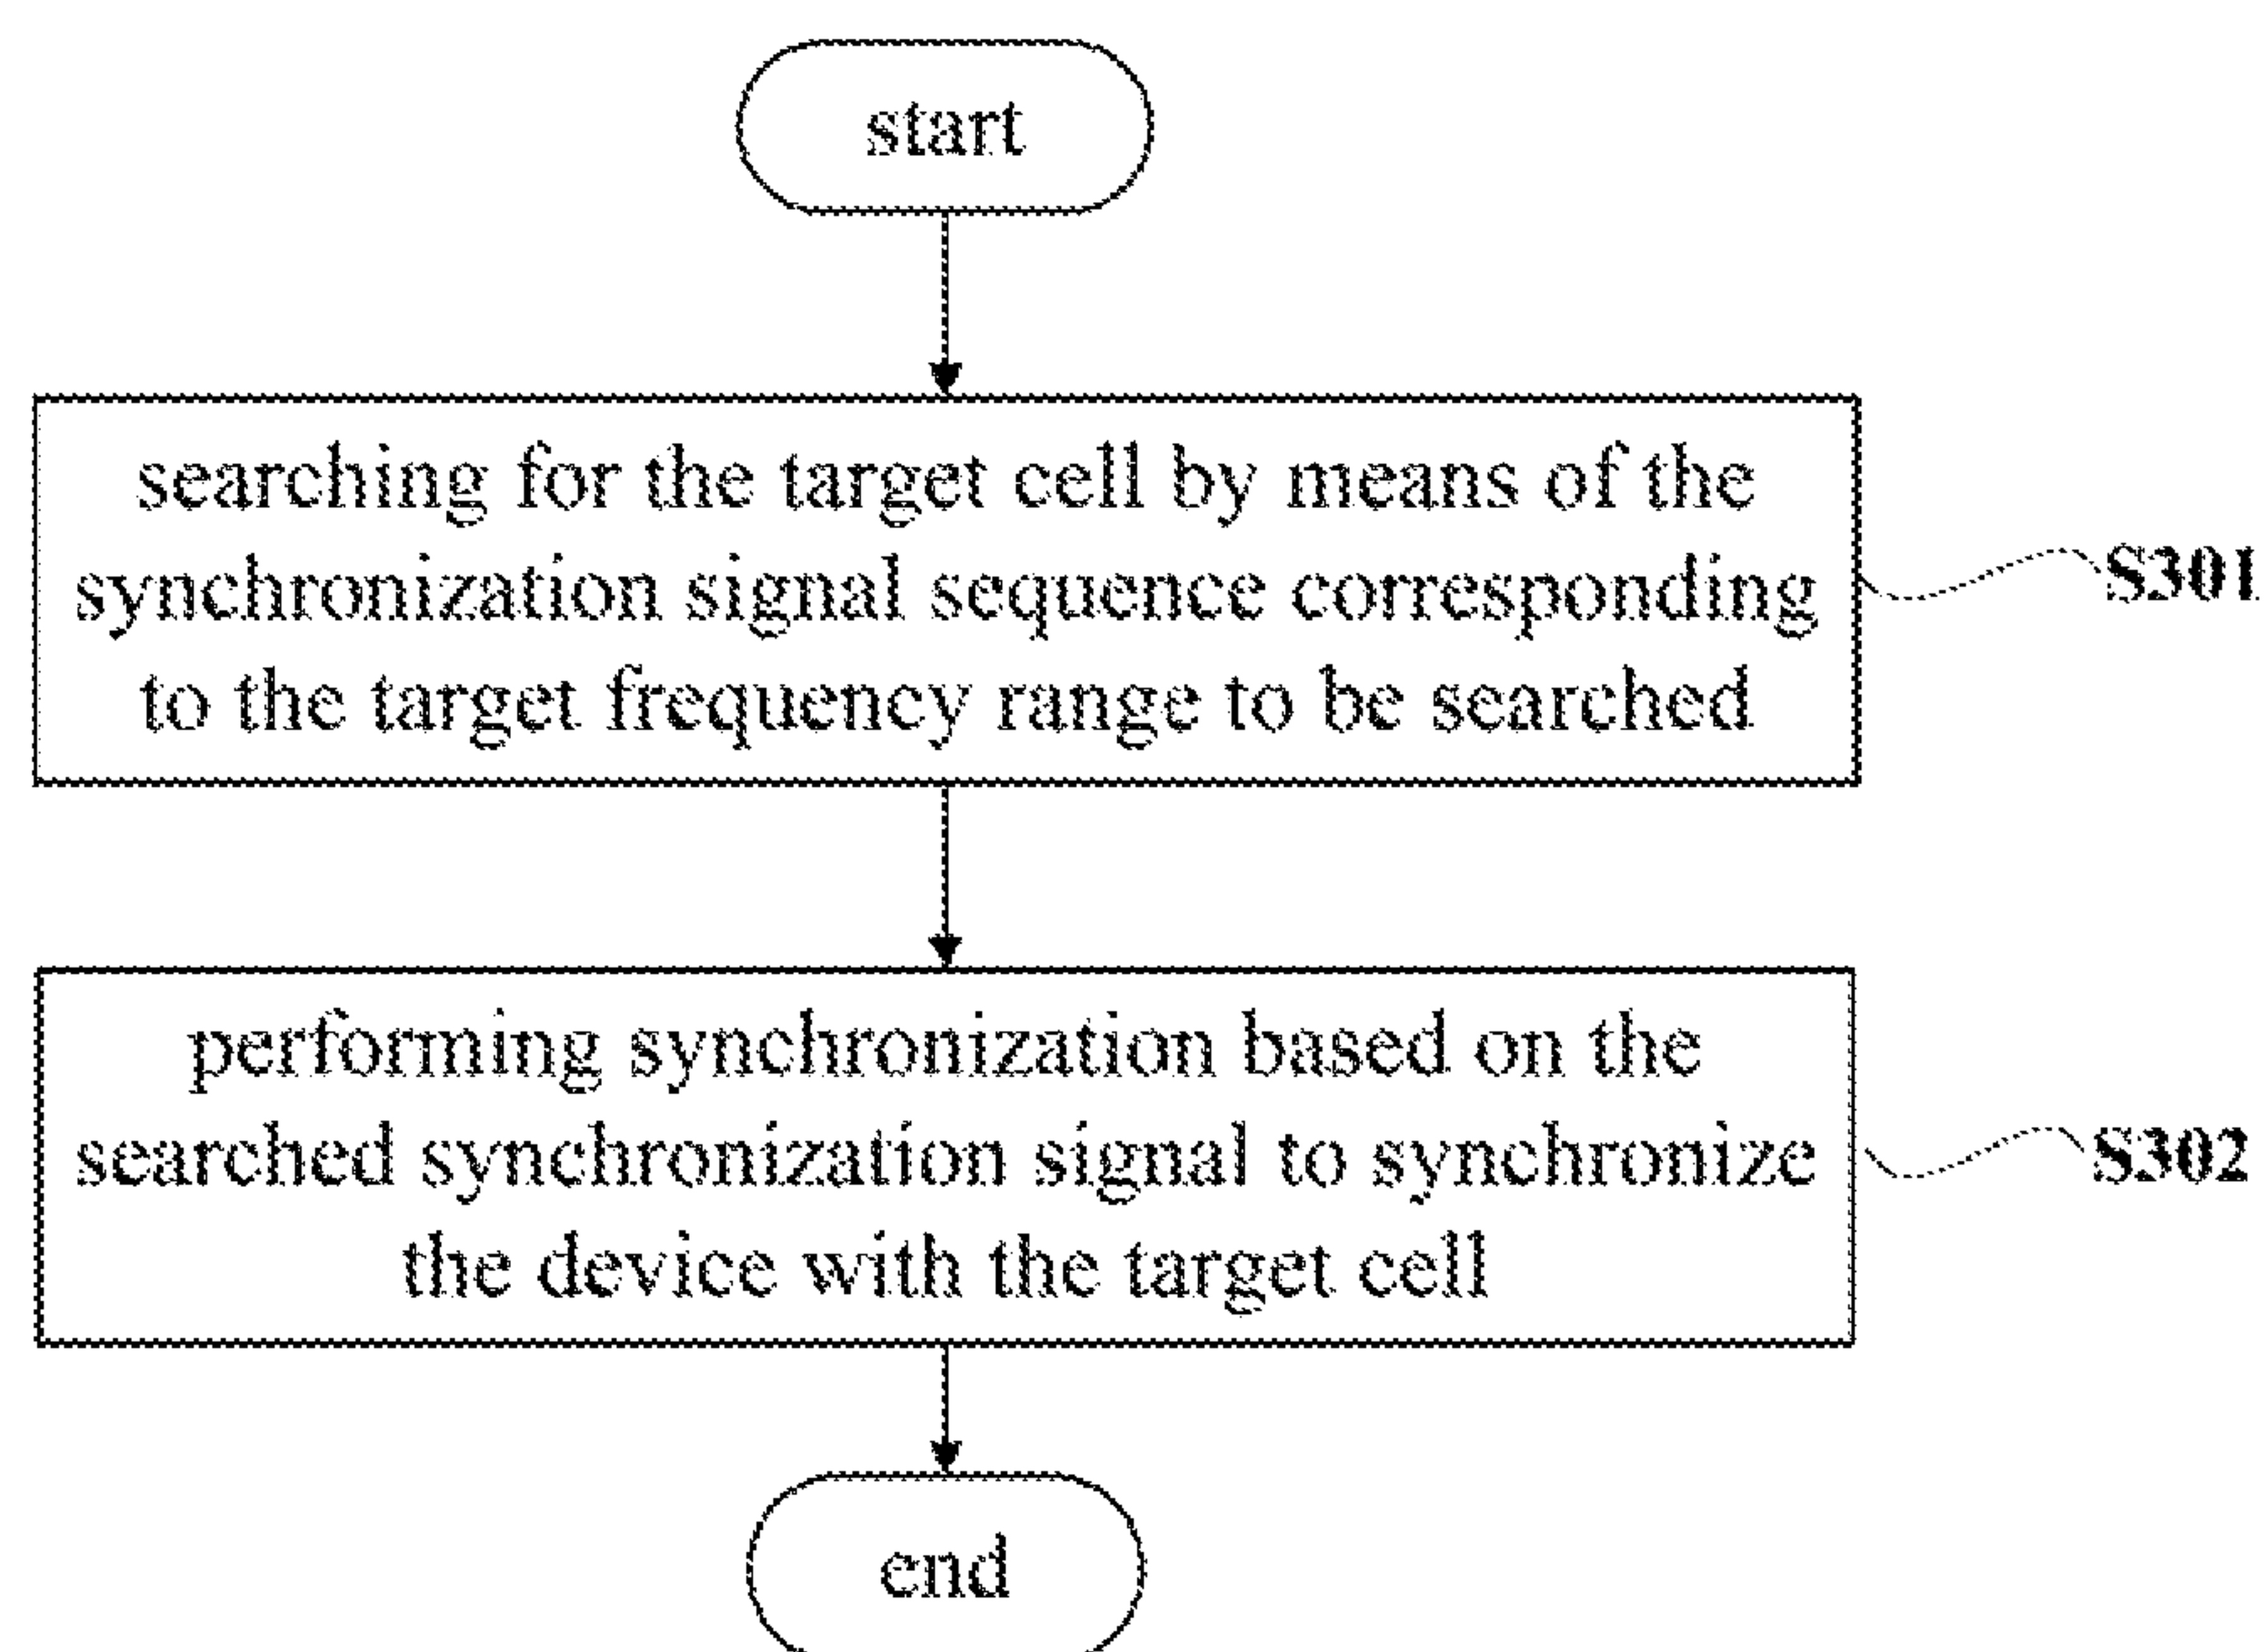 start
searching for the target cell by means of the
synchronization signal sequence corresponding
to the target frequency range to be searched
S301
performing synchronization based on the
searched synchronization signal to synchronize
the device with the target cell
S302
end